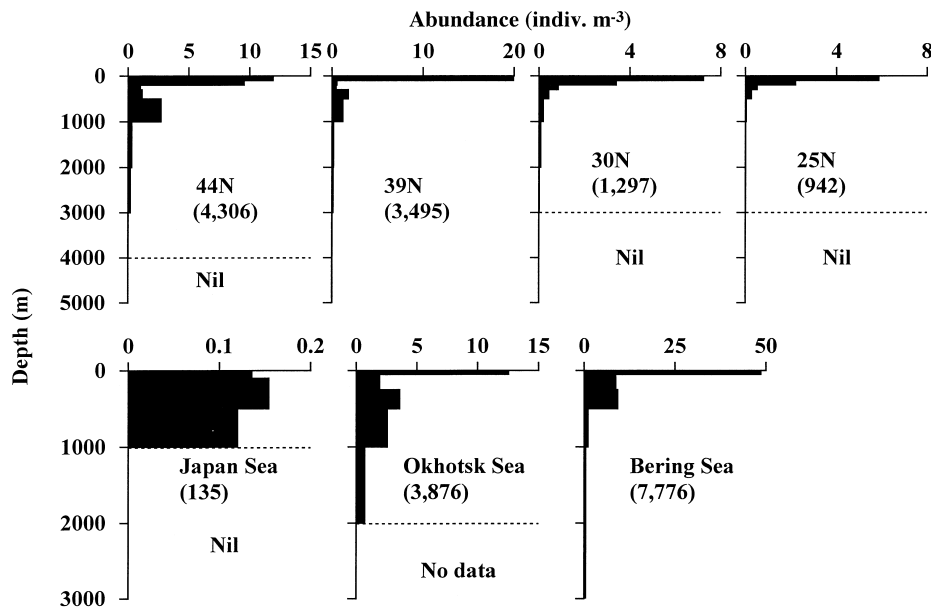 Abundance (indiv. m-3)
0 5 10 15 0 10 20 0 4 8 0 4 8
0
1000
2000
3000
4000
5000
44N
(4,306)
Nil
39N
(3,495)
30N
(1,297)
Nil
25N
(942)
Nil
Depth (m)
0 0.1 0.2 0 5 10 15 0 25 50
0
1000
2000
3000
Japan Sea
(135)
Nil
Okhotsk Sea
(3,876)
No data
Bering Sea
(7,776)